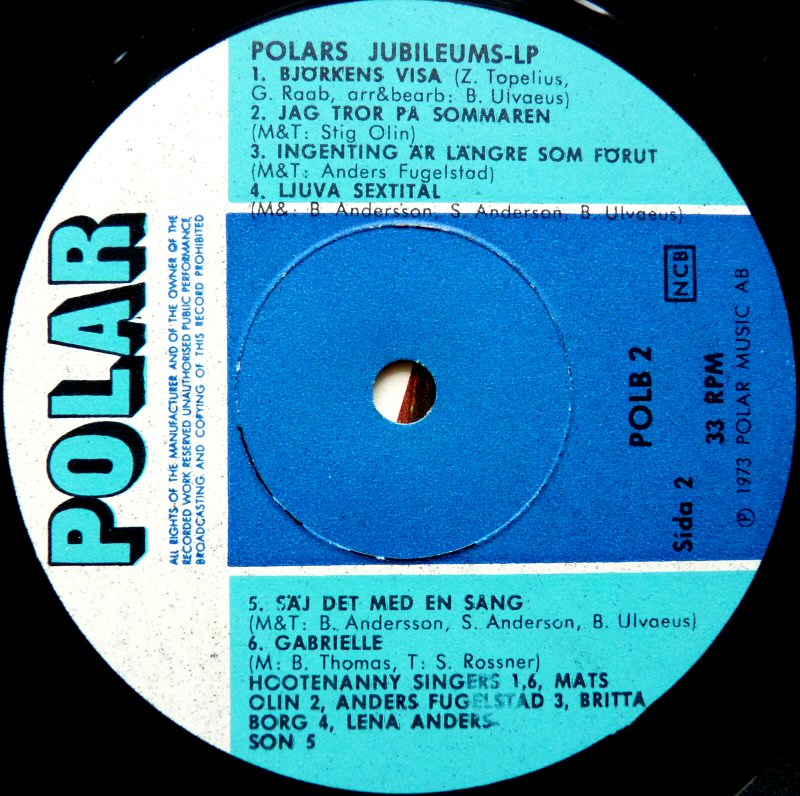 POLARS JUBILEUMS-LP
1. BJÖRKENS VISA (Z. Topelius,
G. Raab, arr&bearb: B. Ulvaeus)
2. JAG TROR PÅ SOMMAREN
(M&T: Stig Olin)
3. INGENTING ÄR LÄNGRE SOM FÖRUT
(M&T: Anders Fugelstad)
4. LJUVA SEXTITAL
(M&: B. Andersson, S. Anderson, B. Ulvaeus)
POLAR
ALL RIGHTS OF THE MANUFACTURER AND OF THE OWNER OF THE
RECORDED WORK RESERVED UNAUTHORISED PUBLIC PERFORMANCE,
BROADCASTING AND COPYING OF THIS RECORD PROHIBITED
NCB
POLB 2
Sida 2
33 RPM
Ⓟ 1973 POLAR MUSIC AB
5. SÄJ DET MED EN SÅNG
(M&T: B. Andersson, S. Anderson, B. Ulvaeus)
6. GABRIELLE
(M: B. Thomas, T: S. Rossner)
HOOTENANNY SINGERS 1,6, MATS
OLIN 2, ANDERS FUGELSTAD 3, BRITTA
BORG 4, LENA ANDERS-
SON 5